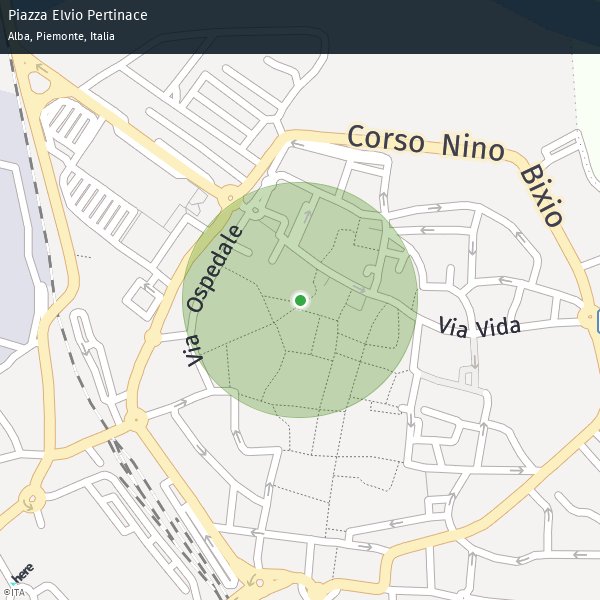 Piazza Elvio Pertinace
Alba, Piemonte, Italia
Corso Nino Bixio
Via Ospedale
Via Vida
here
©ITA